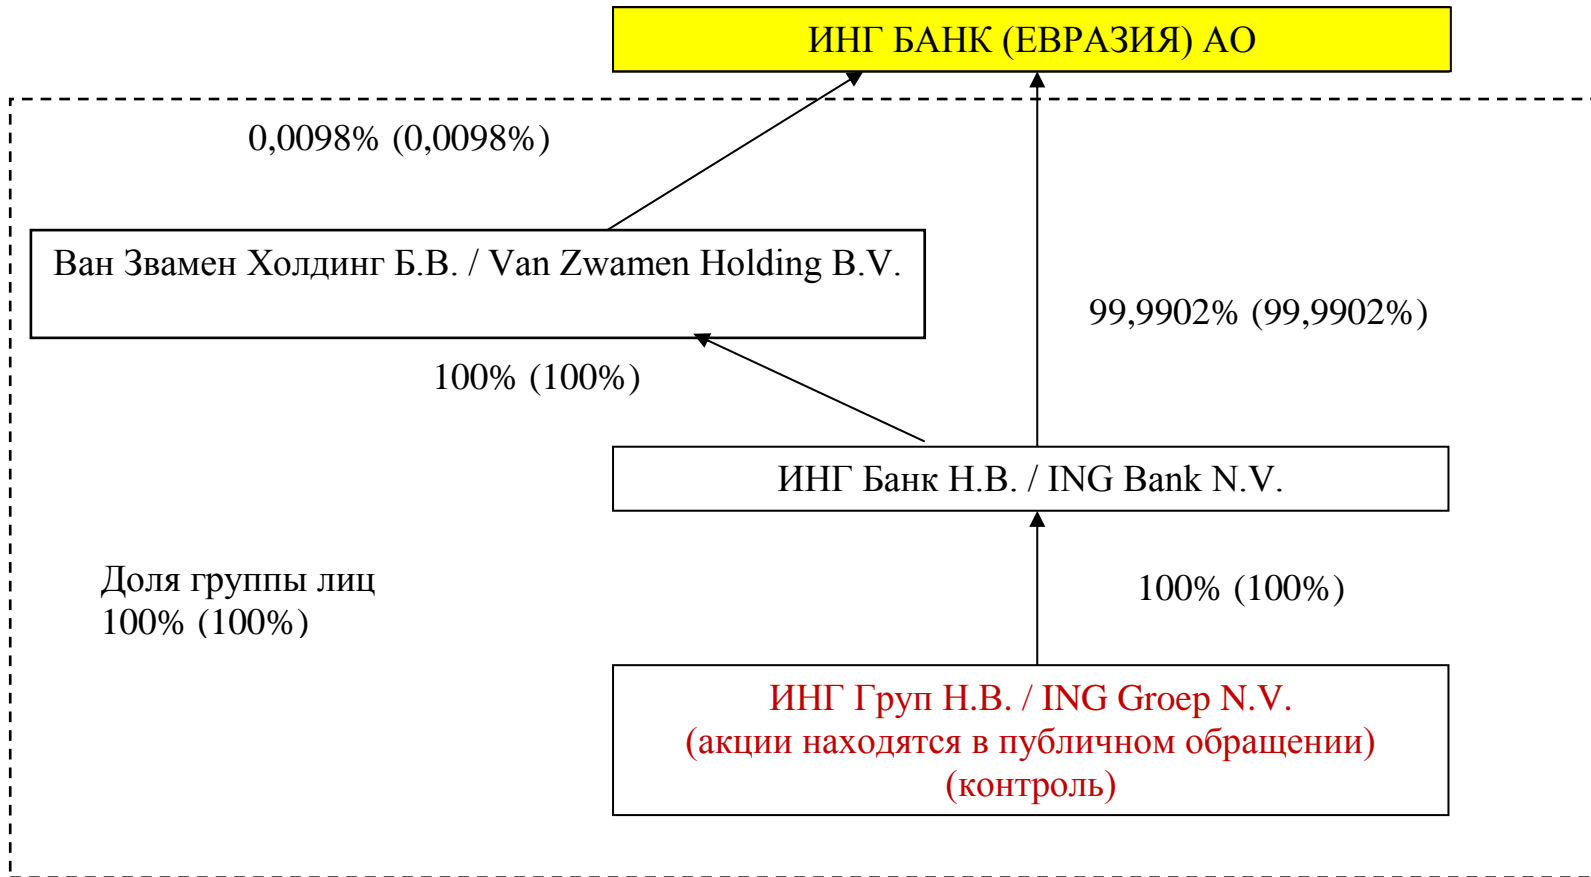 ИНГ БАНК (ЕВРАЗИЯ) АО
0,0098% (0,0098%)
Ван Звамен Холдинг Б.В. / Van Zwamen Holding B.V.
99,9902% (99,9902%)
100% (100%)
ИНГ Банк Н.В. / ING Bank N.V.
Доля группы лиц
100% (100%)
100% (100%)
ИНГ Груп Н.В. / ING Groep N.V.
(акции находятся в публичном обращении)
(контроль)